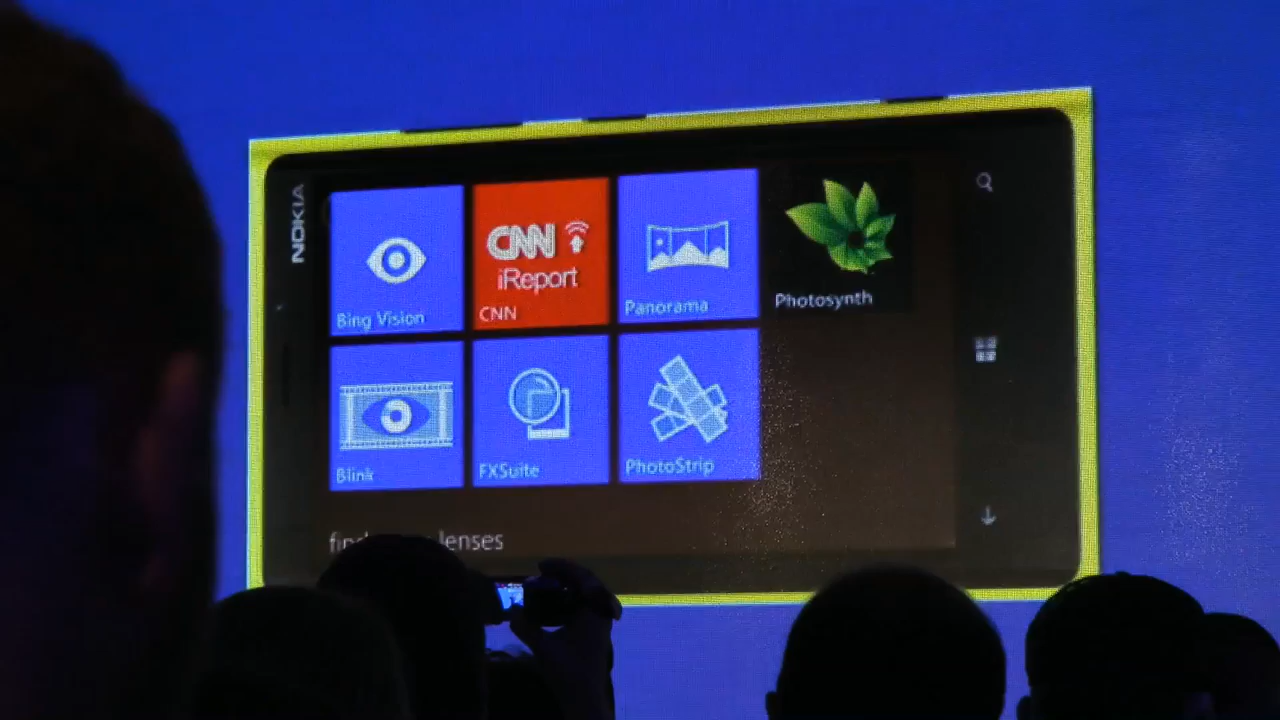 NOKIA
Bing Vision
CNN
iReport
CNN
Panorama
Photosynth
Blink
FXSuite
PhotoStrip
lenses